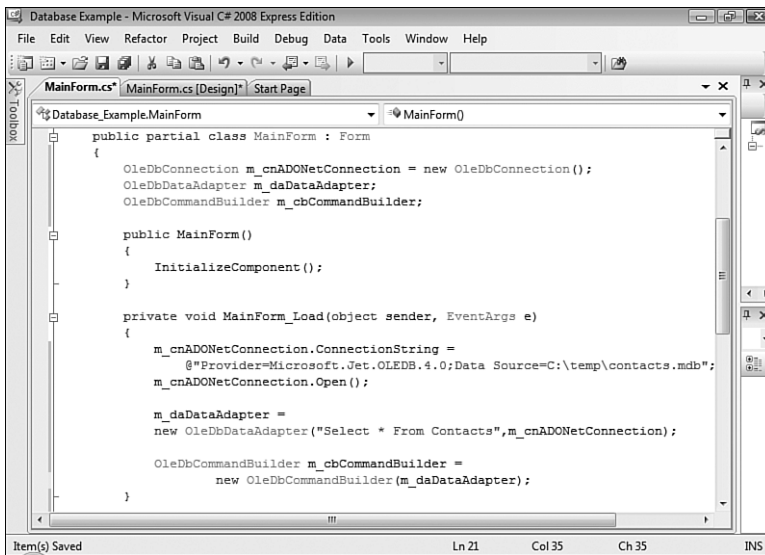 Database Example - Microsoft Visual C# 2008 Express Edition
File Edit View Refactor Project Build Debug Data Tools Window Help
MainForm.cs* MainForm.cs [Design]* Start Page
Toolbox
Database_Example.MainForm MainForm()
public partial class MainForm : Form
{
OleDbConnection m_cnADONetConnection = new OleDbConnection();
OleDbDataAdapter m_daDataAdapter;
OleDbCommandBuilder m_cbCommandBuilder;
public MainForm()
{
InitializeComponent();
}
private void MainForm_Load(object sender, EventArgs e)
{
m_cnADONetConnection.ConnectionString =
@"Provider=Microsoft.Jet.OLEDB.4.0;Data Source=C:\temp\contacts.mdb";
m_cnADONetConnection.Open();
m_daDataAdapter =
new OleDbDataAdapter("Select * From Contacts",m_cnADONetConnection);
OleDbCommandBuilder m_cbCommandBuilder =
new OleDbCommandBuilder(m_daDataAdapter);
}
Item(s) Saved Ln 21 Col 35 Ch 35 INS